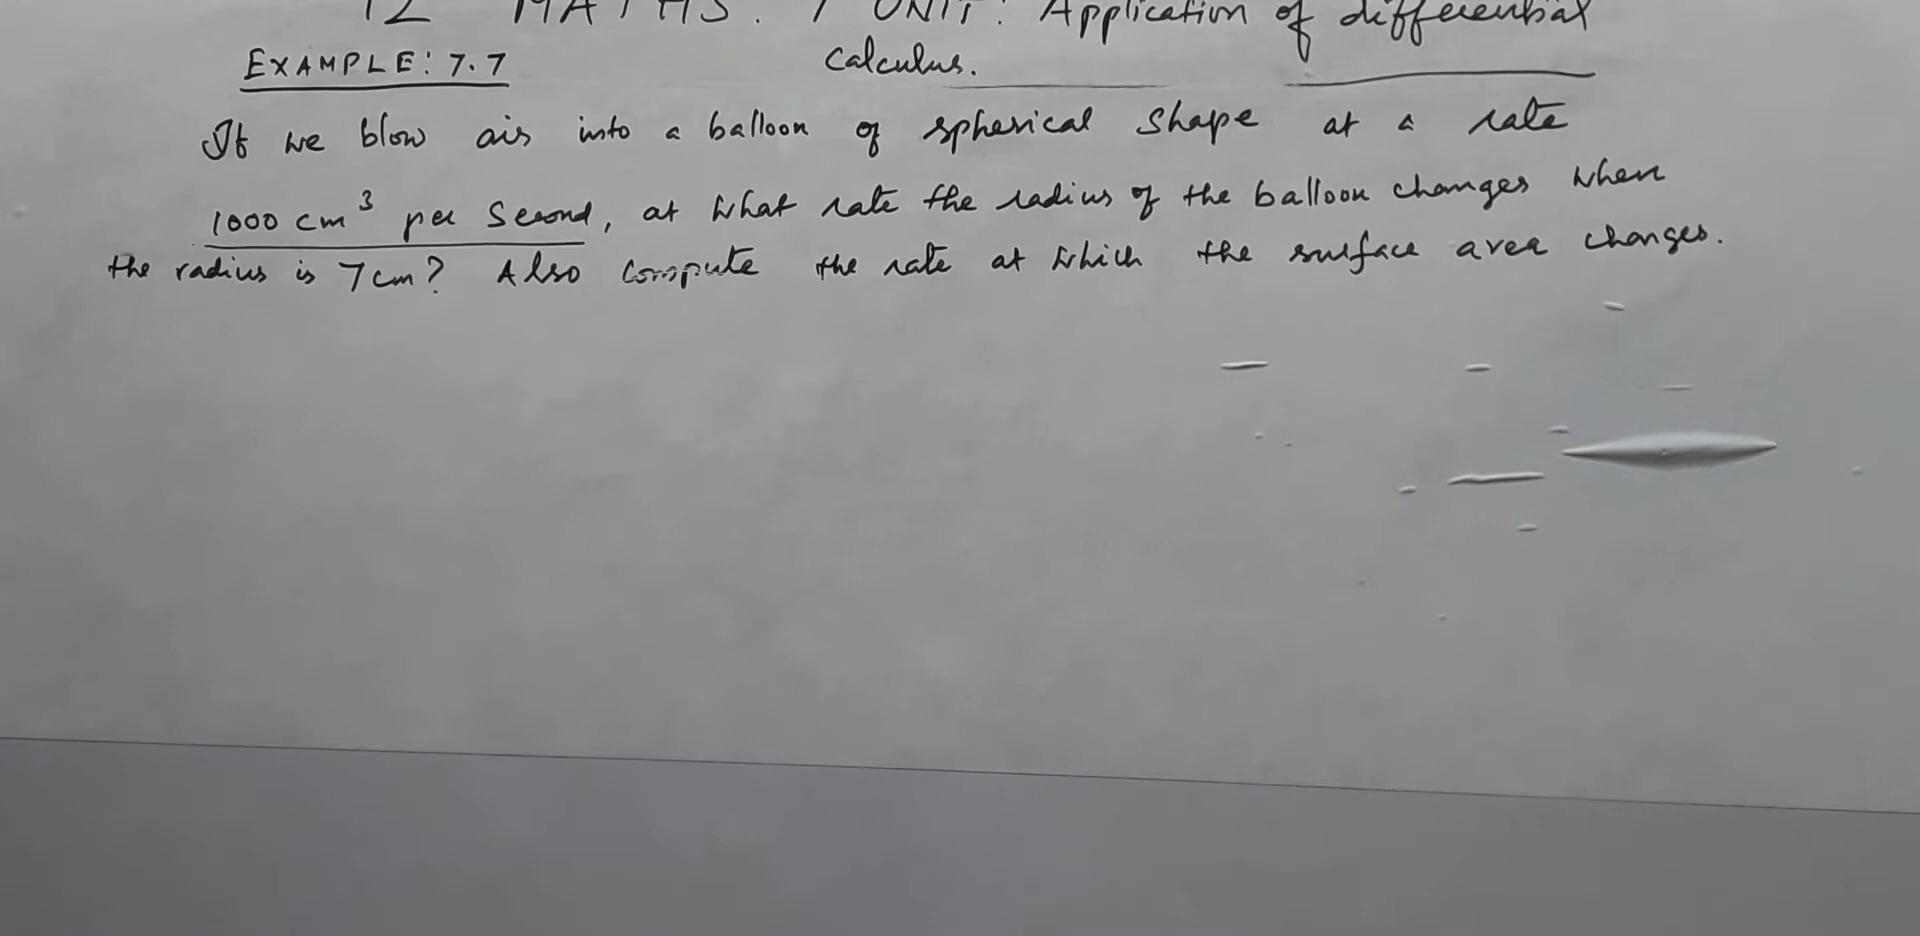 12 MATHS. 7 UNIT: Application of differential
EXAMPLE: 7.7 Calculus.
If we blow air into a balloon of spherical shape at a rate
1000 cm³ per second, at what rate the radius of the balloon changes when
the radius is 7cm? Also compute the rate at which the surface area changes.